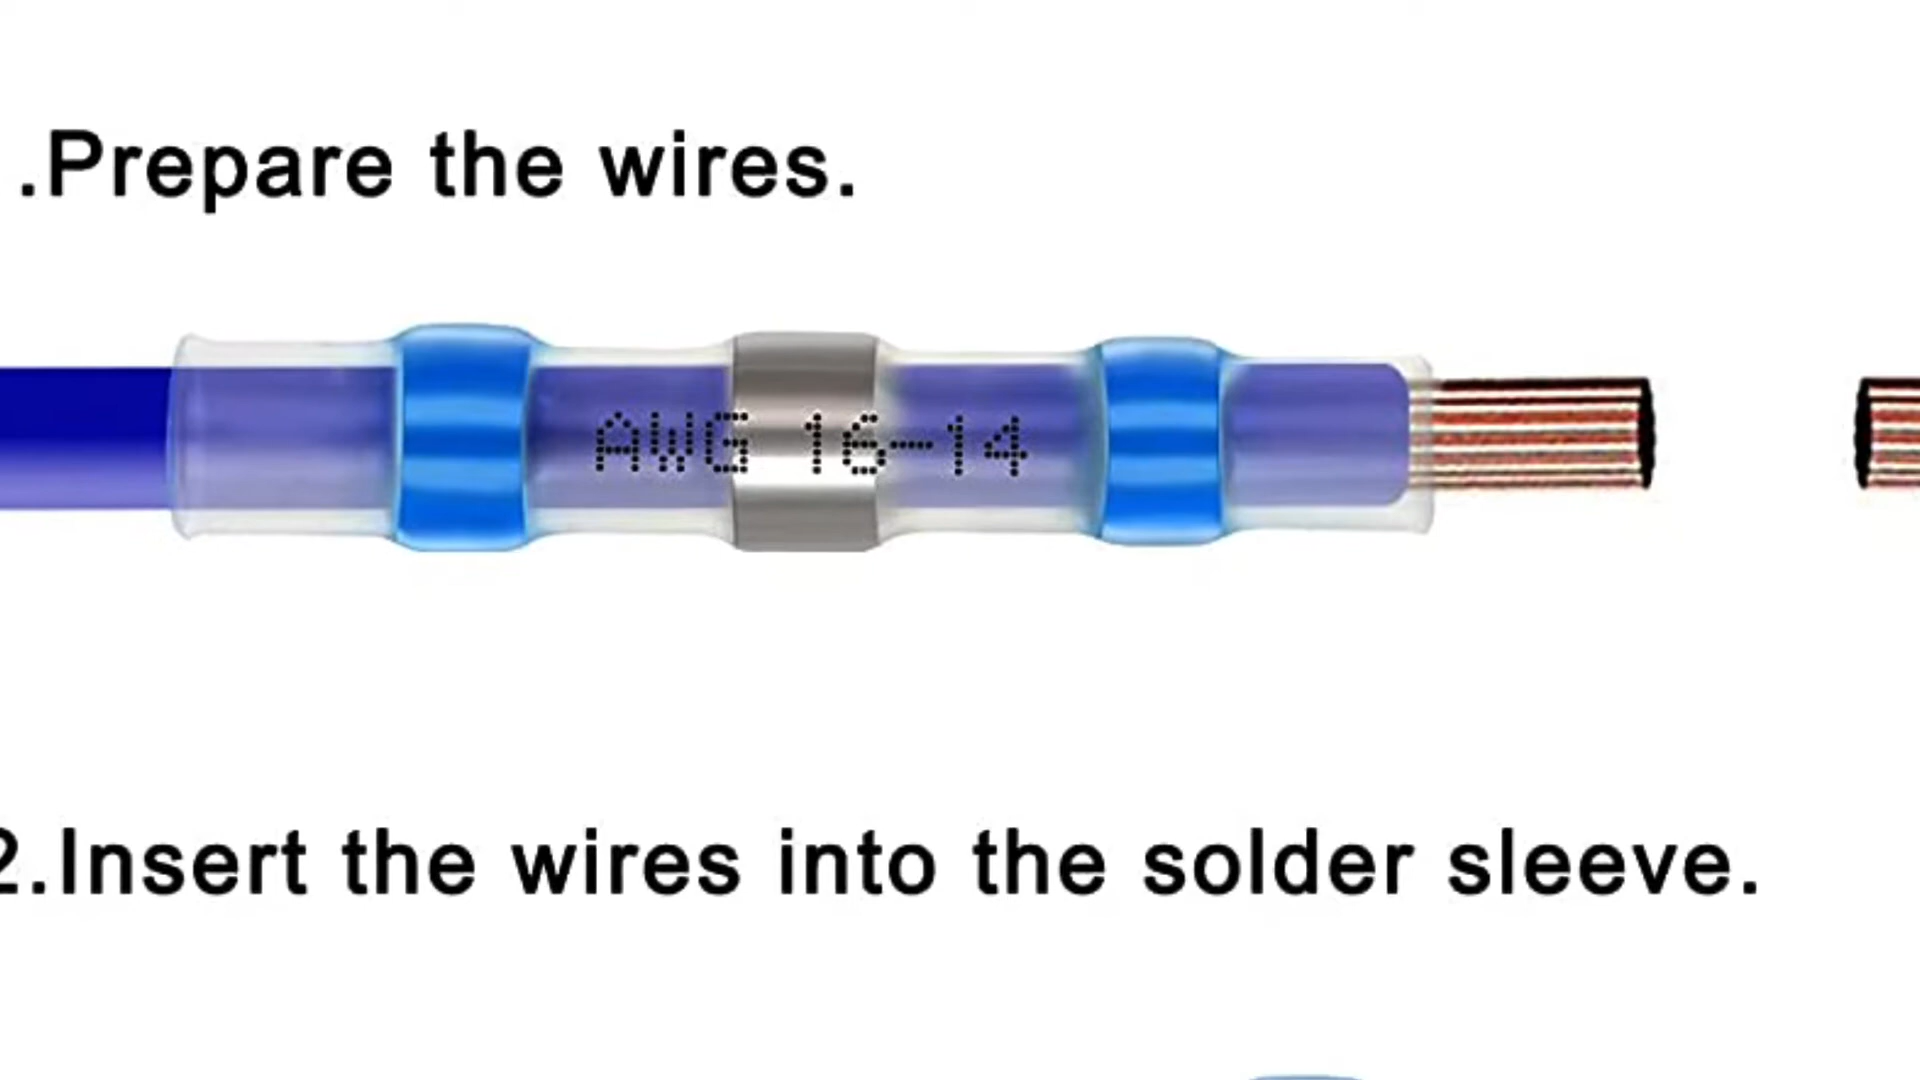 .Prepare the wires.
AWG 16-14
2.Insert the wires into the solder sleeve.